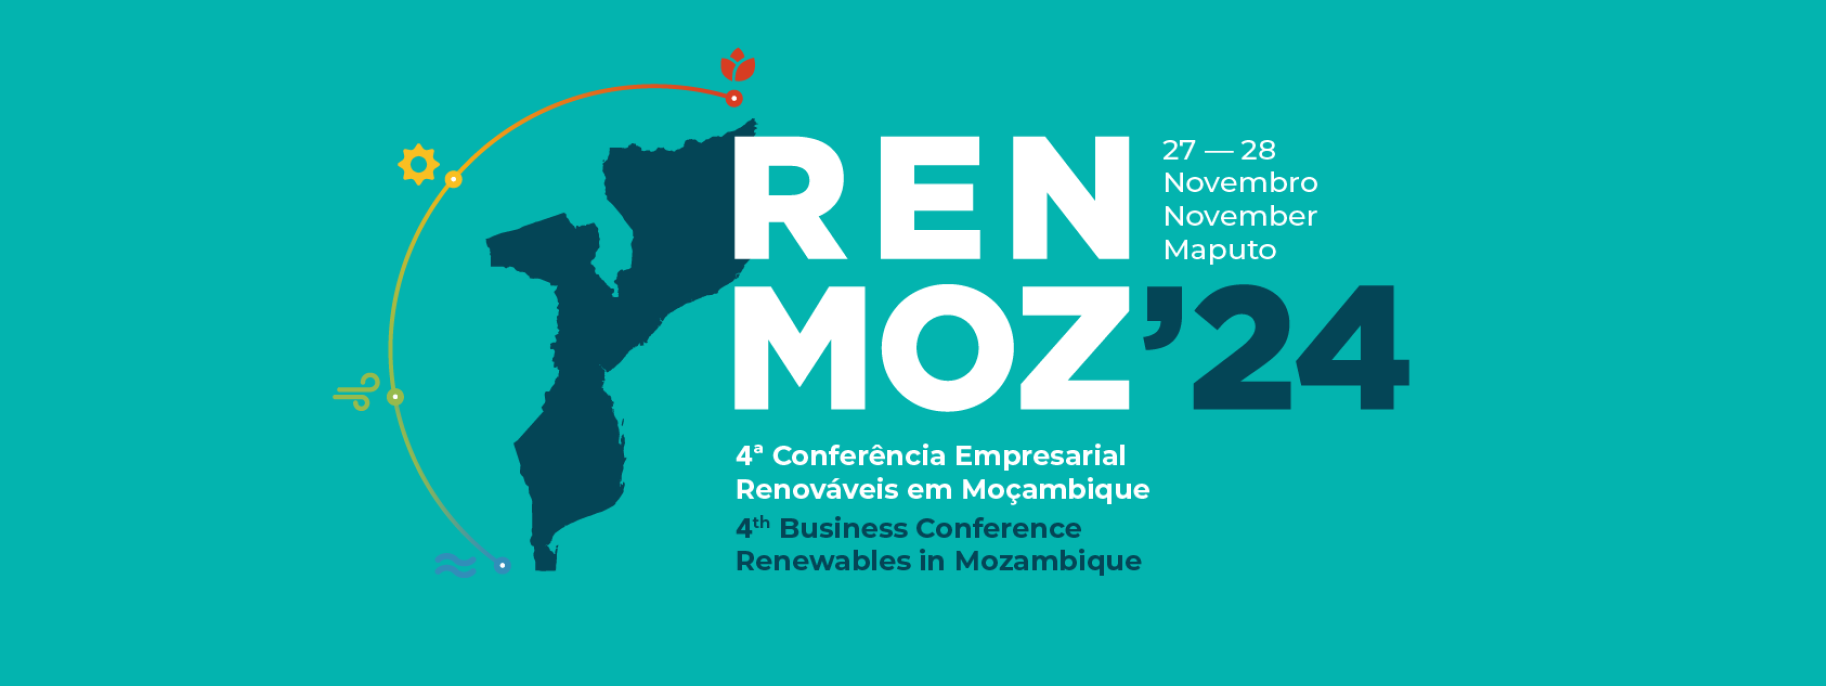 REN
MOZ’24
27 — 28
Novembro
November
Maputo
4ª Conferência Empresarial
Renováveis em Moçambique
4th Business Conference
Renewables in Mozambique